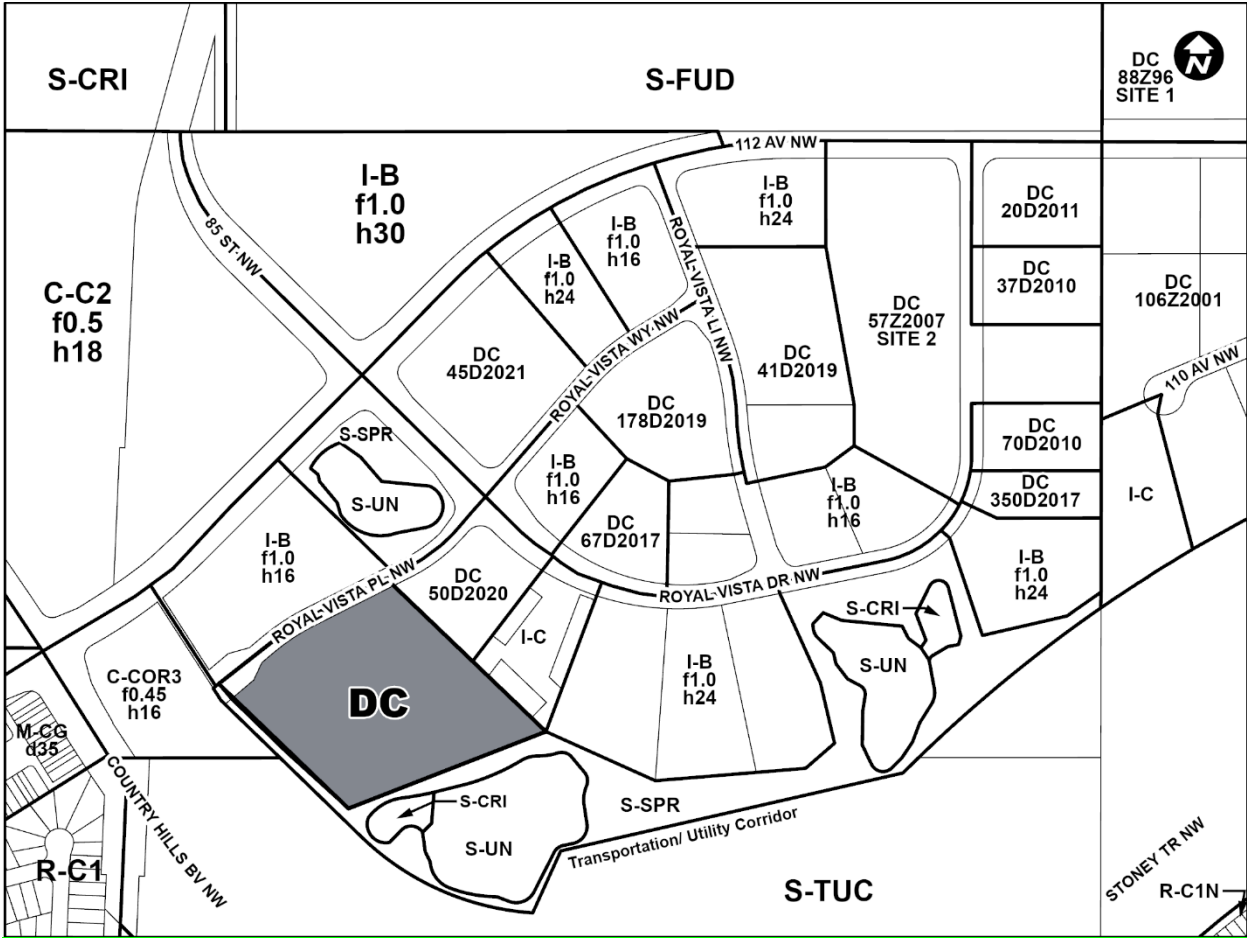 S-CRI
S-FUD
DC
88Z96
SITE 1
N
112 AV NW
I-B
f1.0
h30
85 ST NW
C-C2
f0.5
h18
I-B
f1.0
h24
I-B
f1.0
h16
ROYAL VISTA LI NW
I-B
f1.0
h24
DC
20D2011
DC
37D2010
DC
106Z2001
DC
57Z2007
SITE 2
110 AV NW
DC
45D2021
ROYAL VISTA WY NW
DC
41D2019
DC
178D2019
S-SPR
S-UN
DC
70D2010
I-B
f1.0
h16
I-B
f1.0
h16
DC
350D2017
I-C
DC
67D2017
I-B
f1.0
h16
ROYAL VISTA PL NW
DC
50D2020
ROYAL VISTA DR NW
I-B
f1.0
h24
S-CRI
I-C
S-UN
I-B
f1.0
h24
C-COR3
f0.45
h16
DC
M-CG
d35
COUNTRY HILLS BV NW
S-CRI
S-UN
S-SPR
Transportation/ Utility Corridor
R-C1
S-TUC
STONEY TR NW
R-C1N